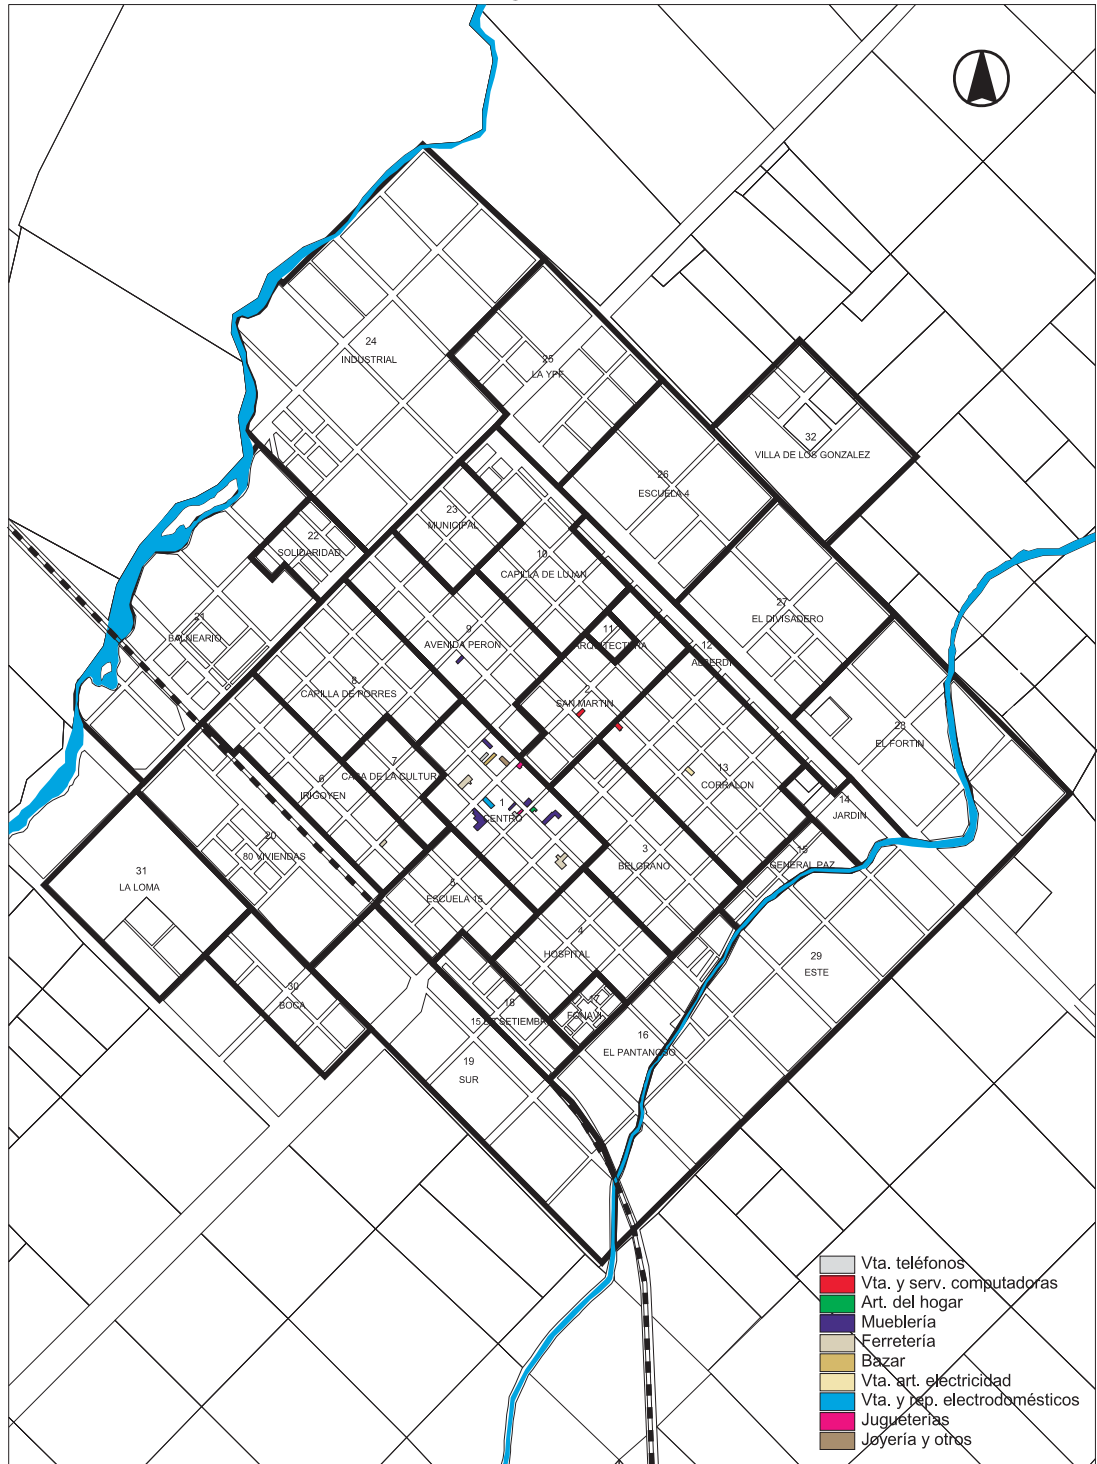 24
INDUSTRIAL
25
LA YPF
32
VILLA DE LOS GONZALEZ
26
ESCUELA 4
23
MUNICIPAL
22
SOLIDARIDAD
10
CAPILLA DE LUJAN
27
EL DIVISADERO
21
BALNEARIO
9
AVENIDA PERON
11
ARQUITECTURA
12
ALBERDI
8
CAPILLA DE PORRES
2
SAN MARTIN
28
EL FORTIN
7
CASA DE LA CULTURA
13
CORRALON
6
IRIGOYEN
1
CENTRO
14
JARDIN
20
80 VIVIENDAS
3
BELGRANO
15
GENERAL PAZ
31
LA LOMA
5
ESCUELA 15
4
HOSPITAL
29
ESTE
30
BOCA
18
15 DE SETIEMBRE
FONAVI
16
EL PANTANOSO
19
SUR
Vta. teléfonos
Vta. y serv. computadoras
Art. del hogar
Mueblería
Ferretería
Bazar
Vta. art. electricidad
Vta. y rep. electrodomésticos
Jugueterías
Joyería y otros